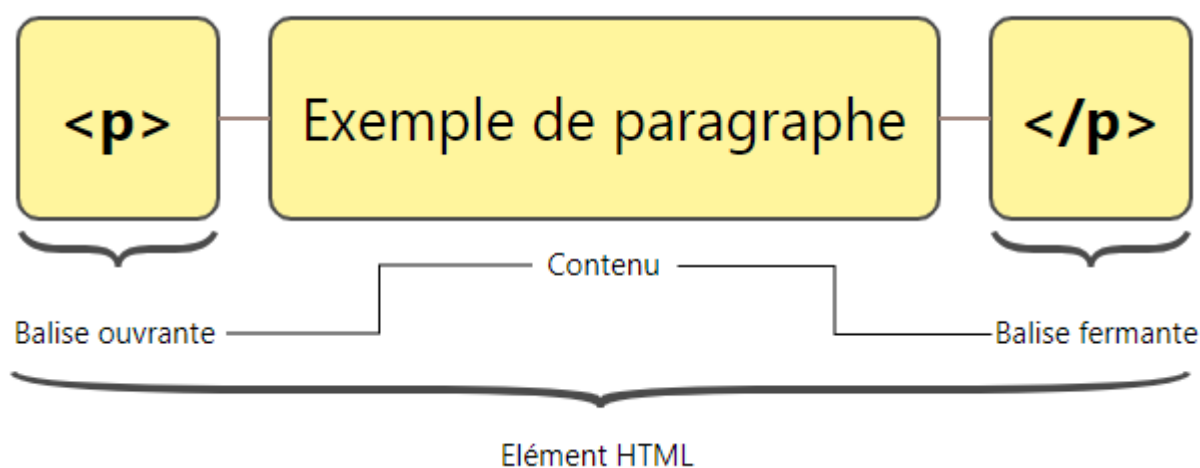 <p> Exemple de paragraphe </p>
Contenu
Balise ouvrante Balise fermante
Elément HTML